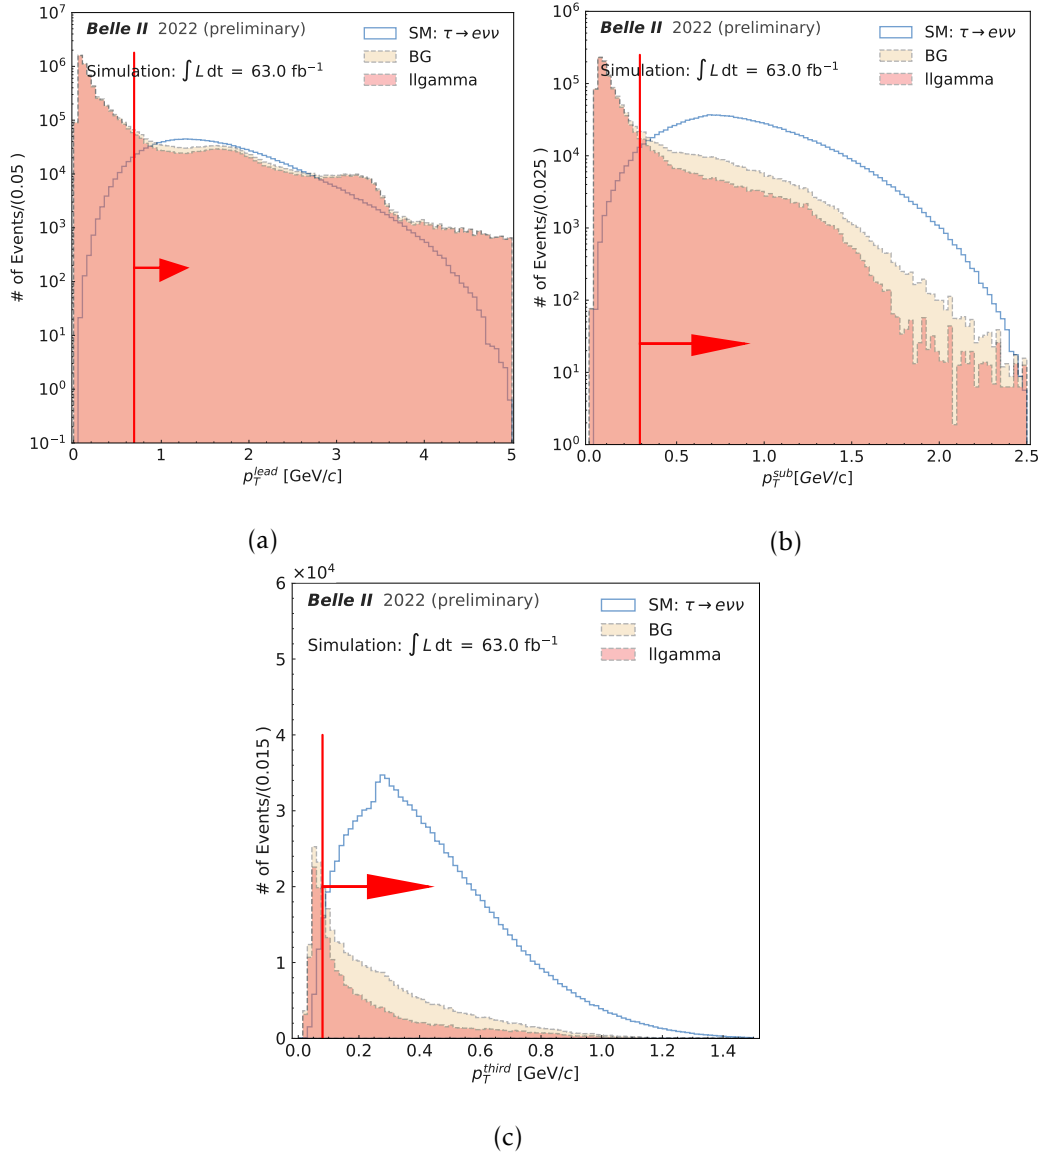 Belle II 2022 (preliminary)
Simulation: ∫ L dt = 63.0 fb⁻¹
SM: τ → eνν
BG
llgamma
# of Events/(0.05 )
10⁷
10⁶
10⁵
10⁴
10³
10²
10¹
10⁰
10⁻¹
0 1 2 3 4 5
p_T^lead [GeV/c]
(a)
Belle II 2022 (preliminary)
Simulation: ∫ L dt = 63.0 fb⁻¹
SM: τ → eνν
BG
llgamma
# of Events/(0.025 )
10⁶
10⁵
10⁴
10³
10²
10¹
10⁰
0.0 0.5 1.0 1.5 2.0 2.5
p_T^sub[GeV/c]
(b)
×10⁴
Belle II 2022 (preliminary)
Simulation: ∫ L dt = 63.0 fb⁻¹
SM: τ → eνν
BG
llgamma
# of Events/(0.015 )
6
5
4
3
2
1
0
0.0 0.2 0.4 0.6 0.8 1.0 1.2 1.4
p_T^third [GeV/c]
(c)